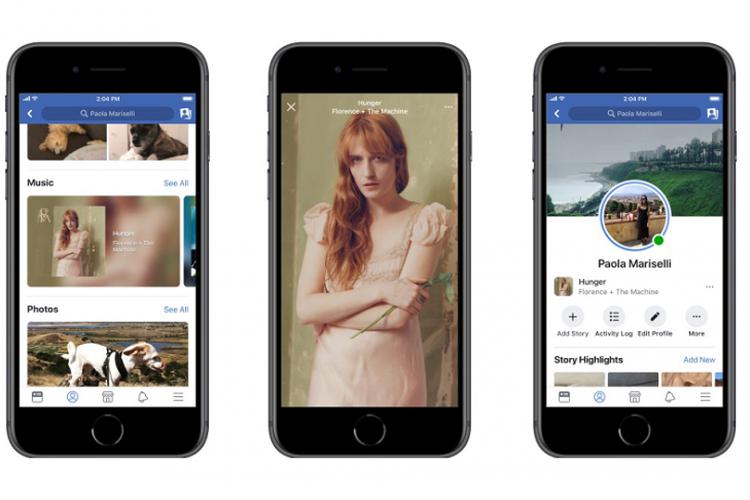 2:04 PM
Paola Mariselli
Music
See All
Hunger
Florence + The
Machine
Photos
See All
Hunger
Florence + The Machine
2:04 PM
Paola Mariselli
Paola Mariselli
Hunger
Florence + The Machine
Add Story
Activity Log
Edit Profile
More
Story Highlights
Add New